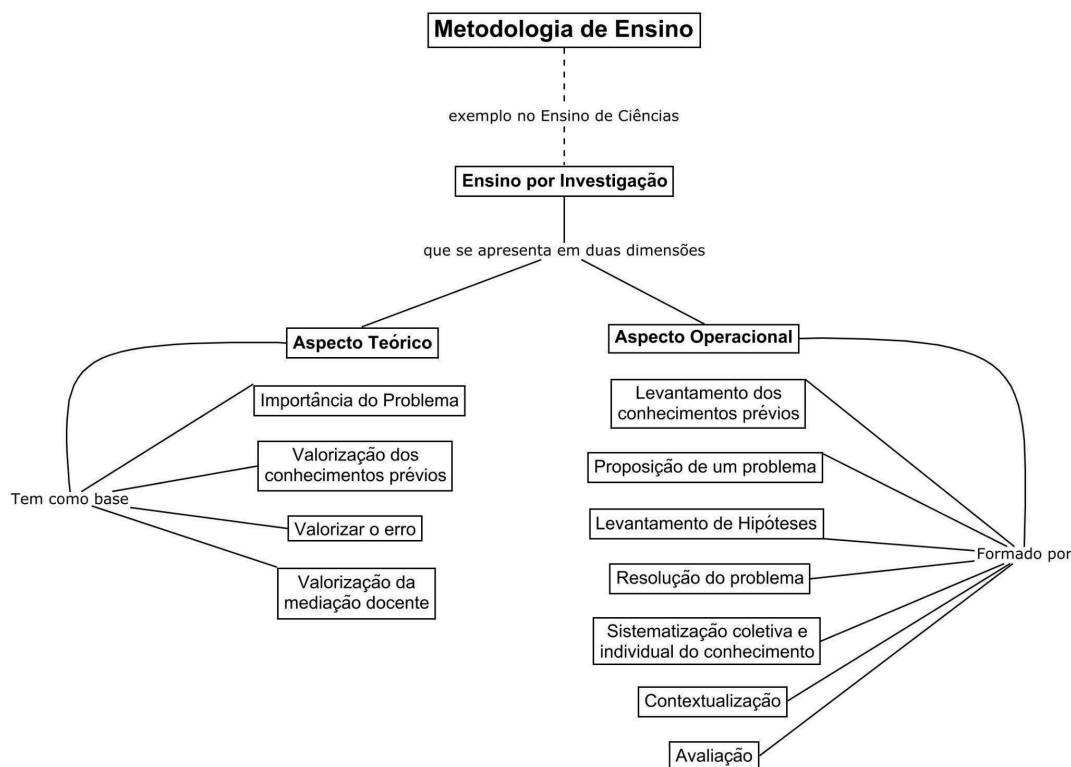 Metodologia de Ensino
exemplo no Ensino de Ciências
Ensino por Investigação
que se apresenta em duas dimensões
Aspecto Teórico
Tem como base
Importância do Problema
Valorização dos
conhecimentos prévios
Valorizar o erro
Valorização da
mediação docente
Aspecto Operacional
Formado por
Levantamento dos
conhecimentos prévios
Proposição de um problema
Levantamento de Hipóteses
Resolução do problema
Sistematização coletiva e
individual do conhecimento
Contextualização
Avaliação